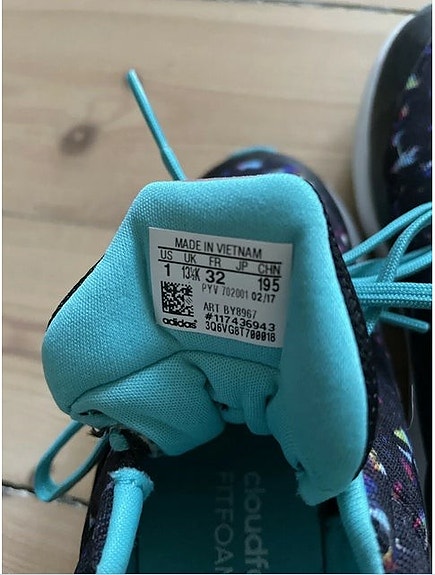 MADE IN VIETNAM
US UK FR JP CHN
1 13½K 32 195
PYV 702001 02/17
ART BY8967
#117436943
adidas 3Q6VG8T700018
cloudfo
FITFOAM